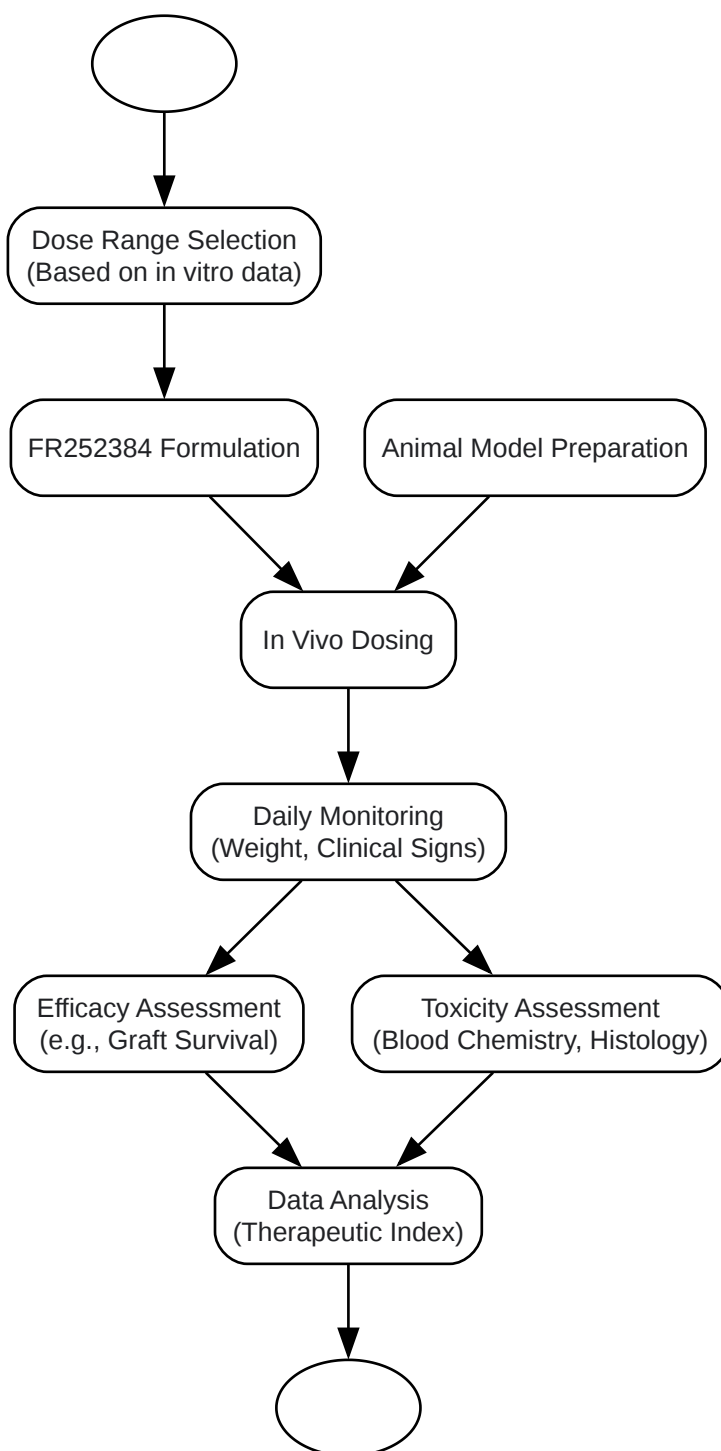 Dose Range Selection
(Based on in vitro data)
FR252384 Formulation
Animal Model Preparation
In Vivo Dosing
Daily Monitoring
(Weight, Clinical Signs)
Efficacy Assessment
(e.g., Graft Survival)
Toxicity Assessment
(Blood Chemistry, Histology)
Data Analysis
(Therapeutic Index)